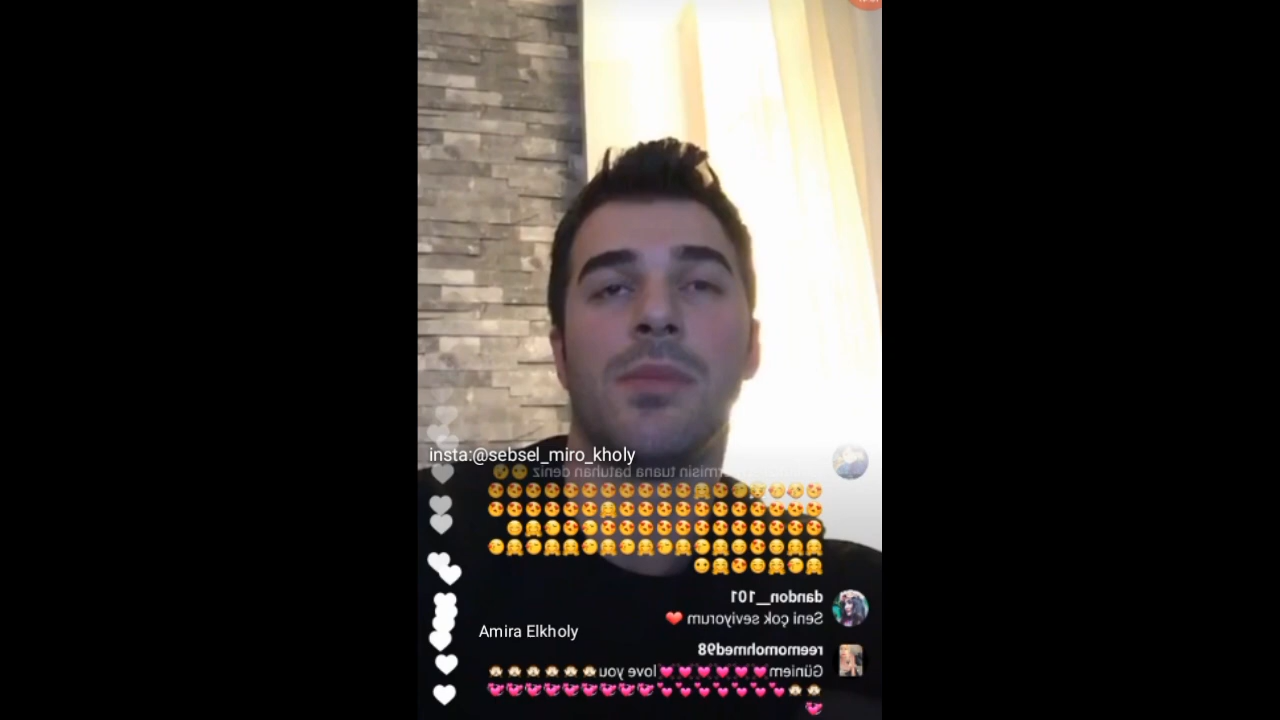 insta:@sebsel_miro_kholy
misin tuana batuhan deniz 😶😘
😍😘😘😍😘😘🤗😍😍😍😍😍😍😍😍😍😍😍
😍😍😍😍😍😍😍😍😍😍😍🤗😍😍😍😍😍😍
😍😍😍😍😍😍😍😍😍😍😍😍😗😍😘🤗😊
🤗🤗😊😍😊🤗😘🤗😘🤗😘🤗😘🤗🤗😘🤗😘
🤗😘🤗😊😍🤗😶
dandon__101
Seni çok seviyorum ❤️
Amira Elkholy
reemomohmed98
Güniem💓💓💓💓💓💓love you🙈🙈🙈🙈🙈🙈
🙈🙈💕💕💕💕💕💕💕💞💞💞💞💞💞💞💞💞
💞